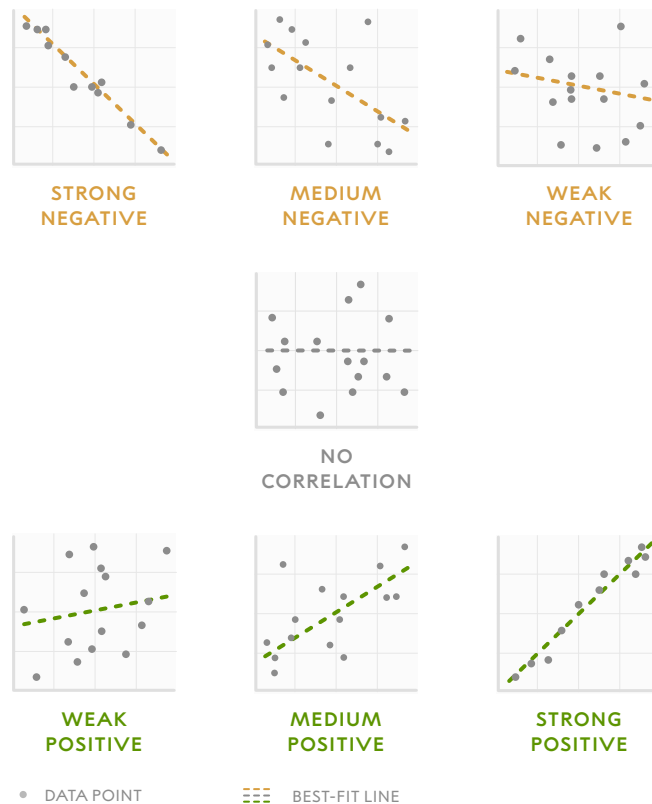 STRONG
NEGATIVE
MEDIUM
NEGATIVE
WEAK
NEGATIVE
NO
CORRELATION
WEAK
POSITIVE
MEDIUM
POSITIVE
STRONG
POSITIVE
DATA POINT
BEST-FIT LINE